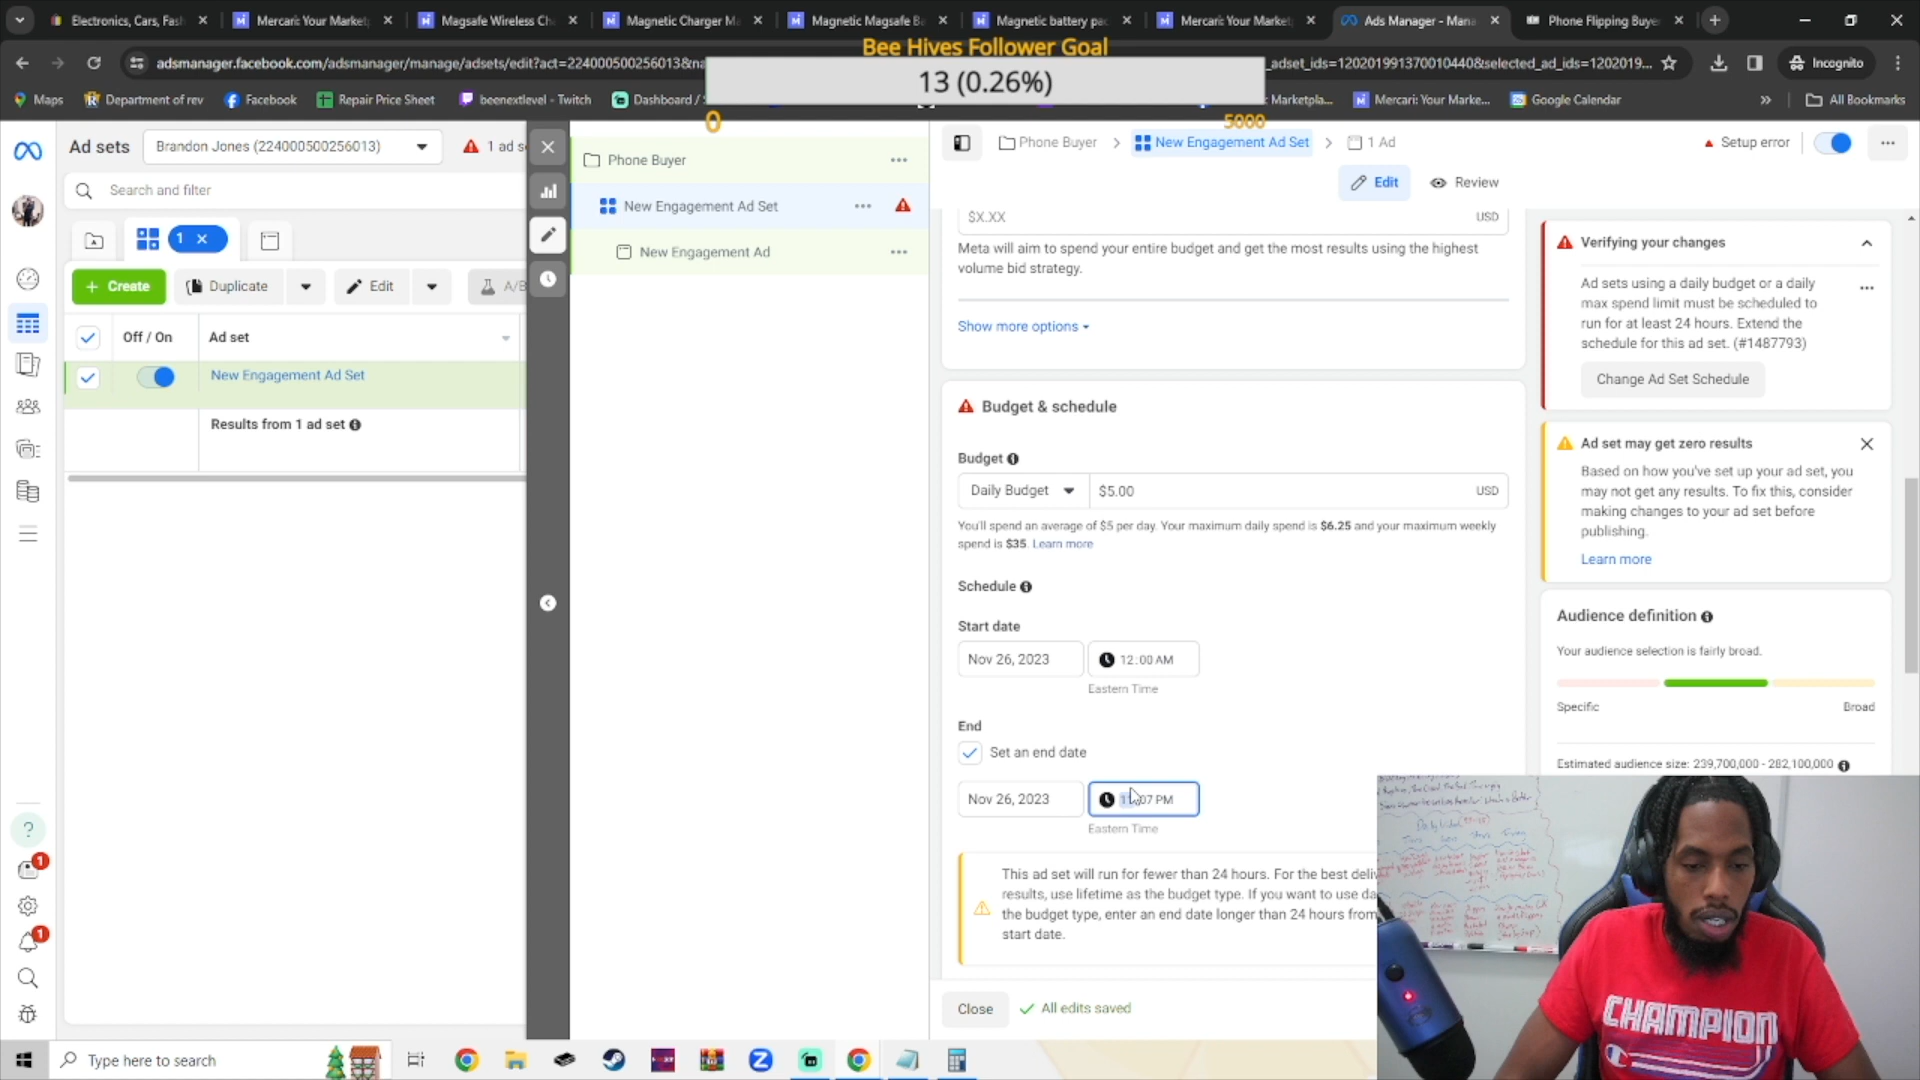 Electronics, Cars, Fash
Mercari: Your Market
Magsafe Wireless Ch
Magnetic Charger M
Magnetic Magsafe B
Magnetic battery pac
Mercari: Your Market
Ads Manager - Mana
Phone Flipping Buye
Bee Hives Follower Goal
adsmanager.facebook.com/adsmanager/manage/adsets/edit?act=224000500256013&na
_adset_ids=120201991370010440&selected_ad_ids=1202019...
Incognito
13 (0.26%)
0
5000
Maps
Department of rev
Facebook
Repair Price Sheet
beenextlevel - Twitch
Dashboard /
Marketpla...
Mercari: Your Marke...
Google Calendar
All Bookmarks
Ad sets
Brandon Jones (224000500256013)
1 ad s
Search and filter
1
Create
Duplicate
Edit
A/B
Off / On
Ad set
New Engagement Ad Set
Results from 1 ad set
Phone Buyer
New Engagement Ad Set
New Engagement Ad
Phone Buyer
New Engagement Ad Set
1 Ad
Setup error
Edit
Review
$X.XX
USD
Meta will aim to spend your entire budget and get the most results using the highest
volume bid strategy.
Show more options
Budget & schedule
Budget
Daily Budget
$5.00
USD
You'll spend an average of $5 per day. Your maximum daily spend is $6.25 and your maximum weekly
spend is $35. Learn more
Schedule
Start date
Nov 26, 2023
12:00 AM
Eastern Time
End
Set an end date
Nov 26, 2023
07 PM
Eastern Time
This ad set will run for fewer than 24 hours. For the best deli
results, use lifetime as the budget type. If you want to use da
the budget type, enter an end date longer than 24 hours from
start date.
Close
All edits saved
Verifying your changes
Ad sets using a daily budget or a daily
max spend limit must be scheduled to
run for at least 24 hours. Extend the
schedule for this ad set. (#1487793)
Change Ad Set Schedule
Ad set may get zero results
Based on how you've set up your ad set, you
may not get any results. To fix this, consider
making changes to your ad set before
publishing.
Learn more
Audience definition
Your audience selection is fairly broad.
Specific
Broad
Estimated audience size: 239,700,000 - 282,100,000
1
1
CHAMPION
Type here to search